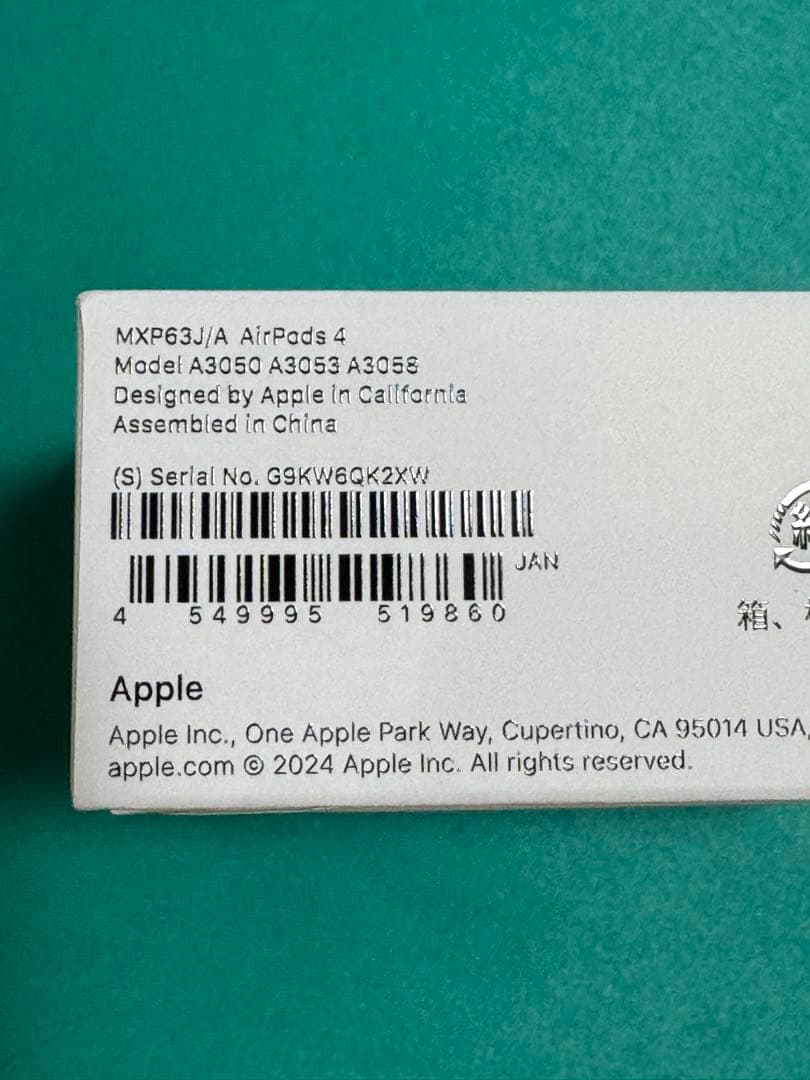 MXP63J/A AirPods 4
Model A3050 A3053 A3058
Designed by Apple in California
Assembled in China
(S) Serial No. G9KW6QK2XW
JAN
4 549995 519860
箱、
Apple
Apple Inc., One Apple Park Way, Cupertino, CA 95014 USA,
apple.com © 2024 Apple Inc. All rights reserved.